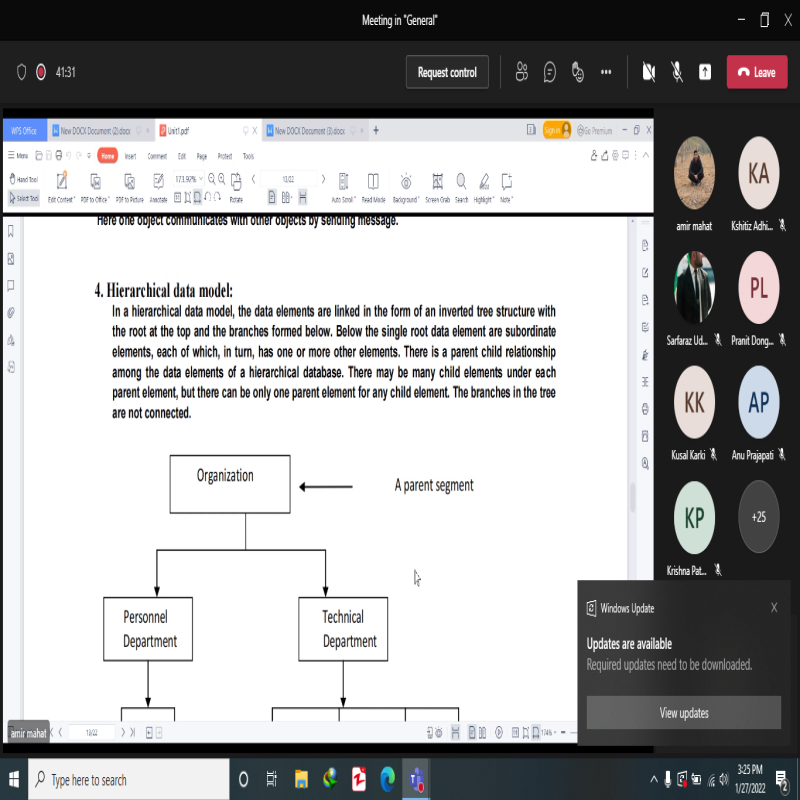 Meeting in "General"
41:31
Request control
Leave
WPS Office
New DOCX Document (2).docx
Unit1.pdf
New DOCX Document (3).docx
Sign in
Go Premium
Menu
Home
Insert
Comment
Edit
Page
Protect
Tools
Hand Tool
Select Tool
Edit Content
PDF to Office
PDF to Picture
Annotate
173.92%
Rotate
13/22
Auto Scroll
Read Mode
Background
Screen Grab
Search
Highlight
Note
Here one object communicates with other objects by sending message.
4. Hierarchical data model:
In a hierarchical data model, the data elements are linked in the form of an inverted tree structure with
the root at the top and the branches formed below. Below the single root data element are subordinate
elements, each of which, in turn, has one or more other elements. There is a parent child relationship
among the data elements of a hierarchical database. There may be many child elements under each
parent element, but there can be only one parent element for any child element. The branches in the tree
are not connected.
Organization
A parent segment
Personnel
Department
Technical
Department
amir mahat
13/22
174%
amir mahat
KA
Kshitiz Adhi...
Sarfaraz Ud...
PL
Pranit Dong...
KK
Kusal Karki
AP
Anu Prajapati
KP
Krishna Pat...
+25
Windows Update
Updates are available
Required updates need to be downloaded.
View updates
Type here to search
3:25 PM
1/27/2022
2